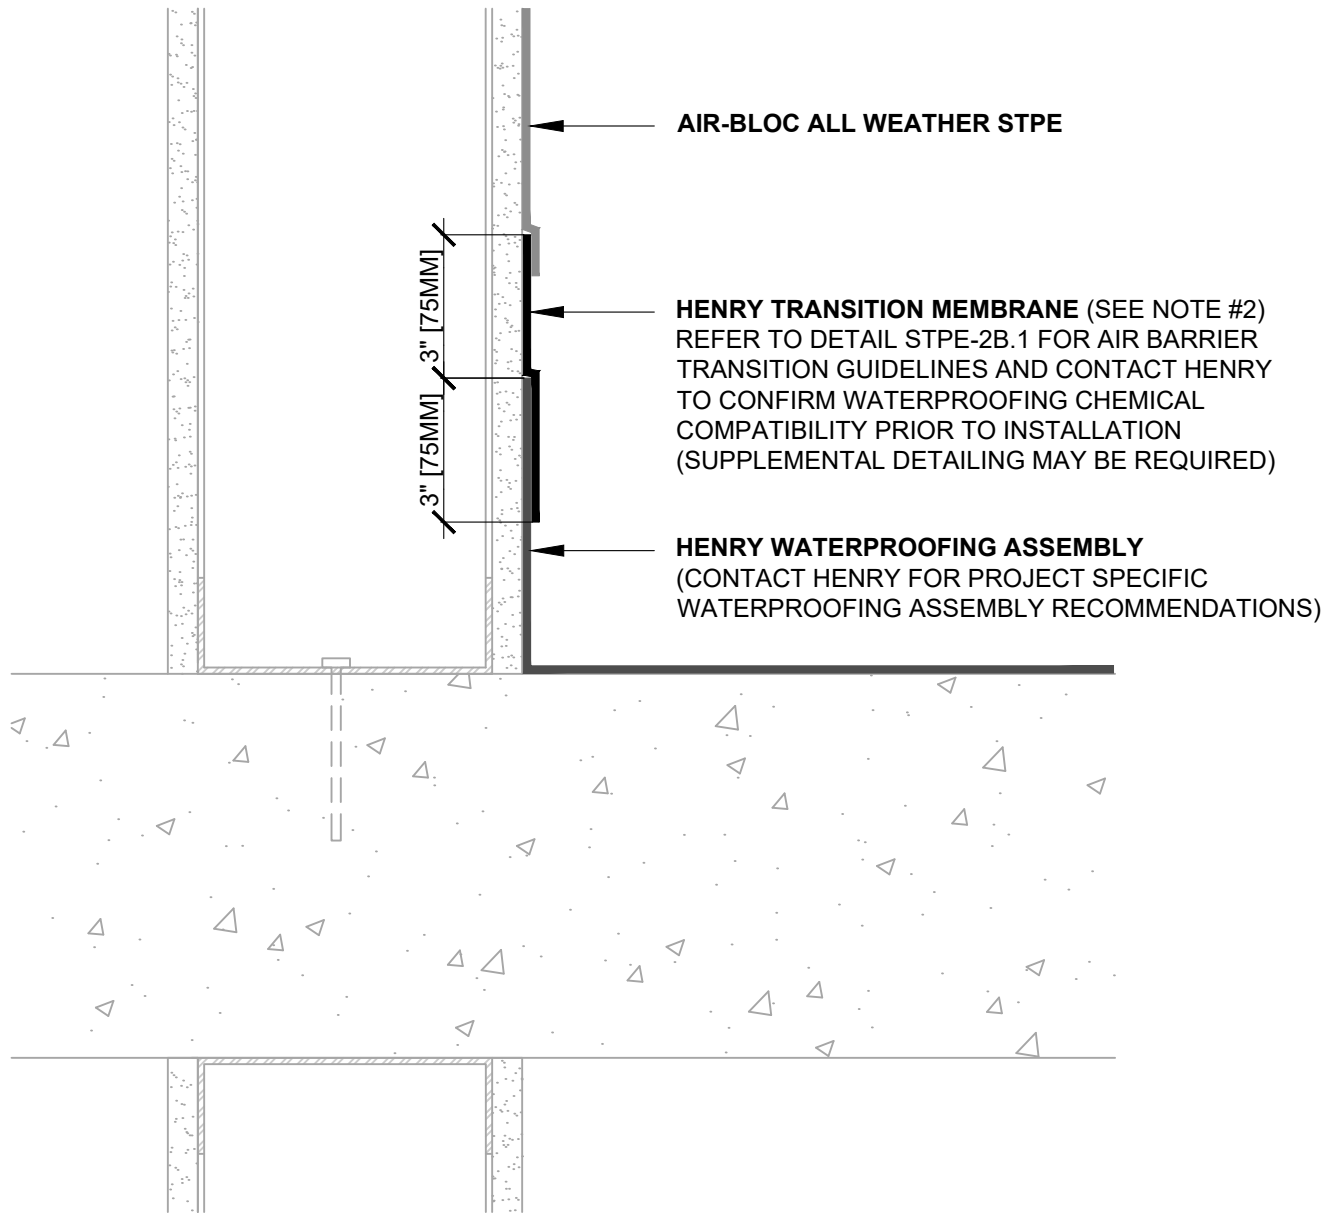 AIR-BLOC ALL WEATHER STPE
3" [75MM]
HENRY TRANSITION MEMBRANE (SEE NOTE #2)
REFER TO DETAIL STPE-2B.1 FOR AIR BARRIER
TRANSITION GUIDELINES AND CONTACT HENRY
TO CONFIRM WATERPROOFING CHEMICAL
COMPATIBILITY PRIOR TO INSTALLATION
(SUPPLEMENTAL DETAILING MAY BE REQUIRED)
3" [75MM]
HENRY WATERPROOFING ASSEMBLY
(CONTACT HENRY FOR PROJECT SPECIFIC
WATERPROOFING ASSEMBLY RECOMMENDATIONS)